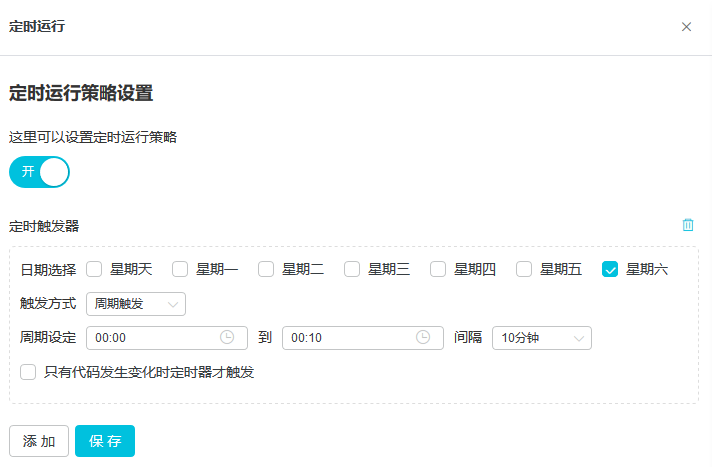 定时运行
定时运行策略设置
这里可以设置定时运行策略
开
定时触发器
日期选择 星期天 星期一 星期二 星期三 星期四 星期五 星期六
触发方式 周期触发
周期设定 00:00 到 00:10 间隔 10分钟
只有代码发生变化时定时器才触发
添加 保存